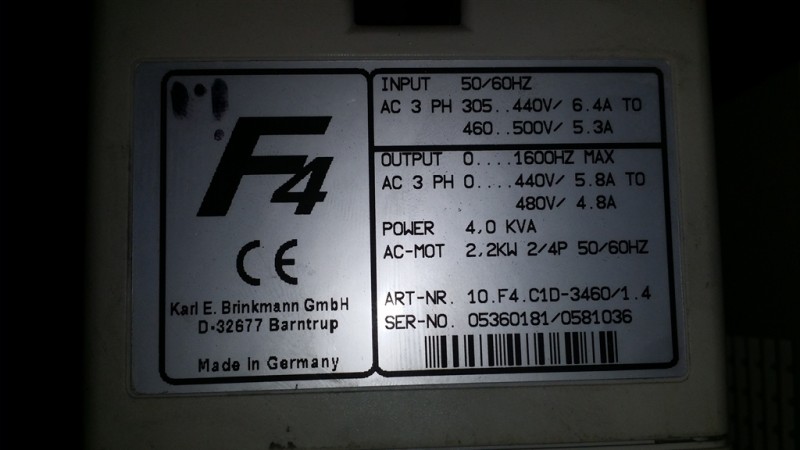 F4
CE
Karl E. Brinkmann GmbH
D-32677 Barntrup
Made in Germany
INPUT 50/60HZ
AC 3 PH 305..440V/ 6.4A TO
460..500V/ 5.3A
OUTPUT 0....1600HZ MAX
AC 3 PH 0....440V/ 5.8A TO
480V/ 4.8A
POWER 4,0 KVA
AC-MOT 2,2KW 2/4P 50/60HZ
ART-NR. 10.F4.C1D-3460/1.4
SER-NO. 05360181/0581036